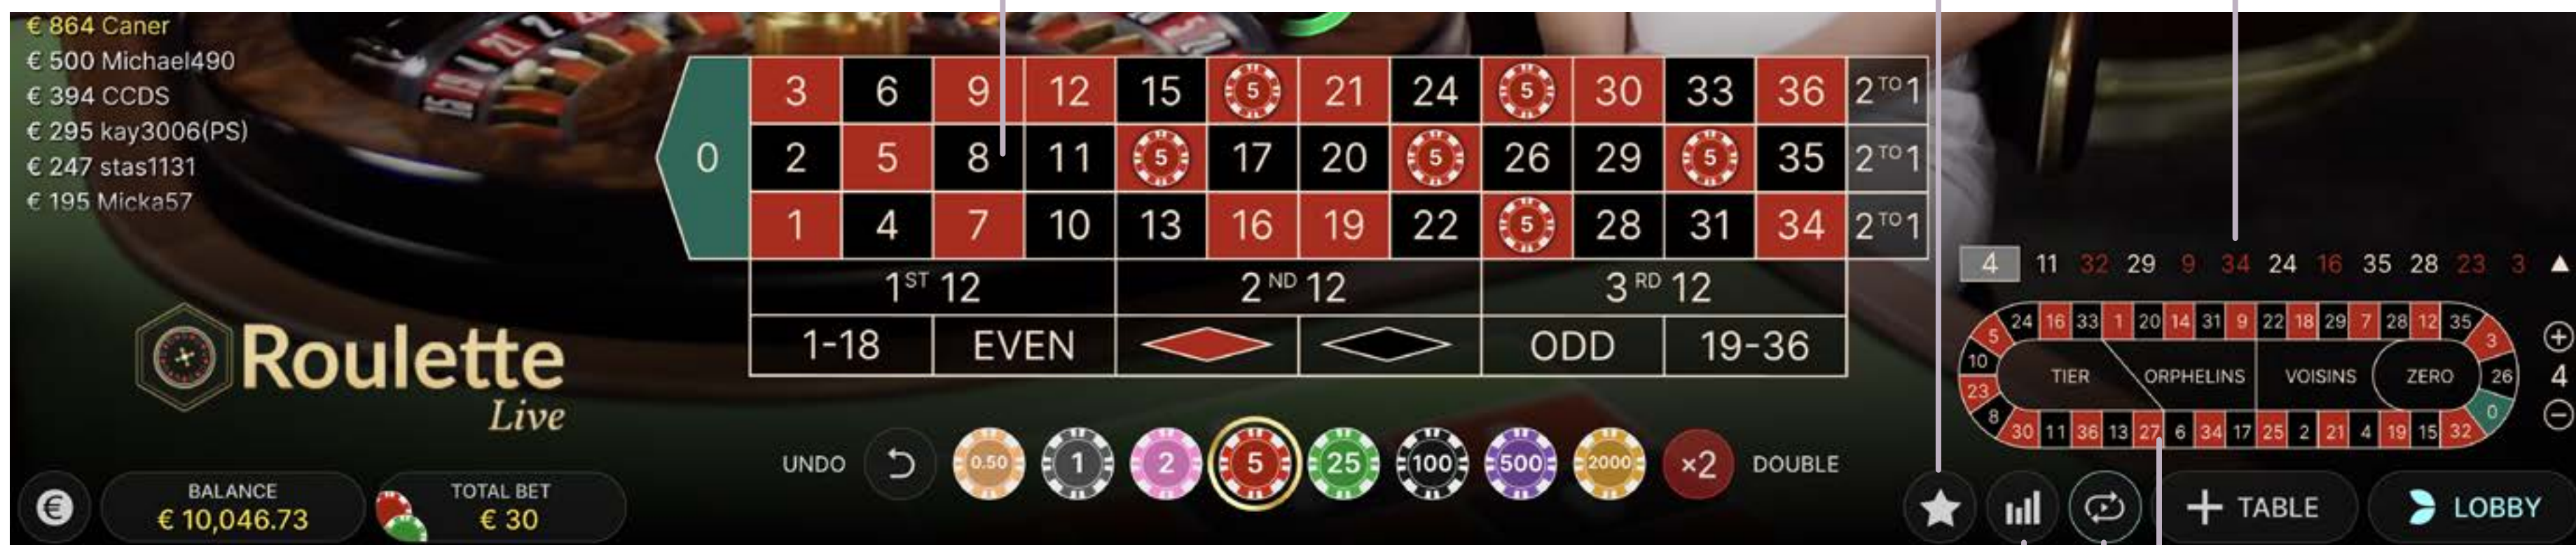 € 864 Caner
€ 500 Michael490
€ 394 CCDS
€ 295 kay3006(PS)
€ 247 stas1131
€ 195 Micka57
3 6 9 12 15 5 21 24 5 30 33 36 2 TO 1
0 2 5 8 11 5 17 20 5 26 29 5 35 2 TO 1
1 4 7 10 13 16 19 22 5 28 31 34 2 TO 1
1ST 12 2ND 12 3RD 12
1-18 EVEN ODD 19-36
Roulette
Live
UNDO 0.50 1 2 5 25 100 500 2000 ×2 DOUBLE
€ BALANCE TOTAL BET
€ 10,046.73 € 30
4 11 32 29 9 34 24 16 35 28 23 3
5 24 16 33 1 20 14 31 9 22 18 29 7 28 12 35 3
10 TIER ORPHELINS VOISINS ZERO 26 4
23 0
8 30 11 36 13 27 6 34 17 25 2 21 4 19 15 32
+ TABLE LOBBY